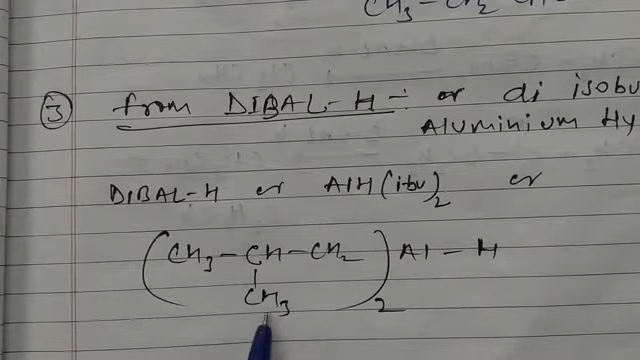 CH3-CH2
③ from DIBAL-H :- or di isobu
Aluminium Hy
DIBAL-H or AlH(ibu)2 or
(CH3-CH-CH2)2 Al-H
CH3